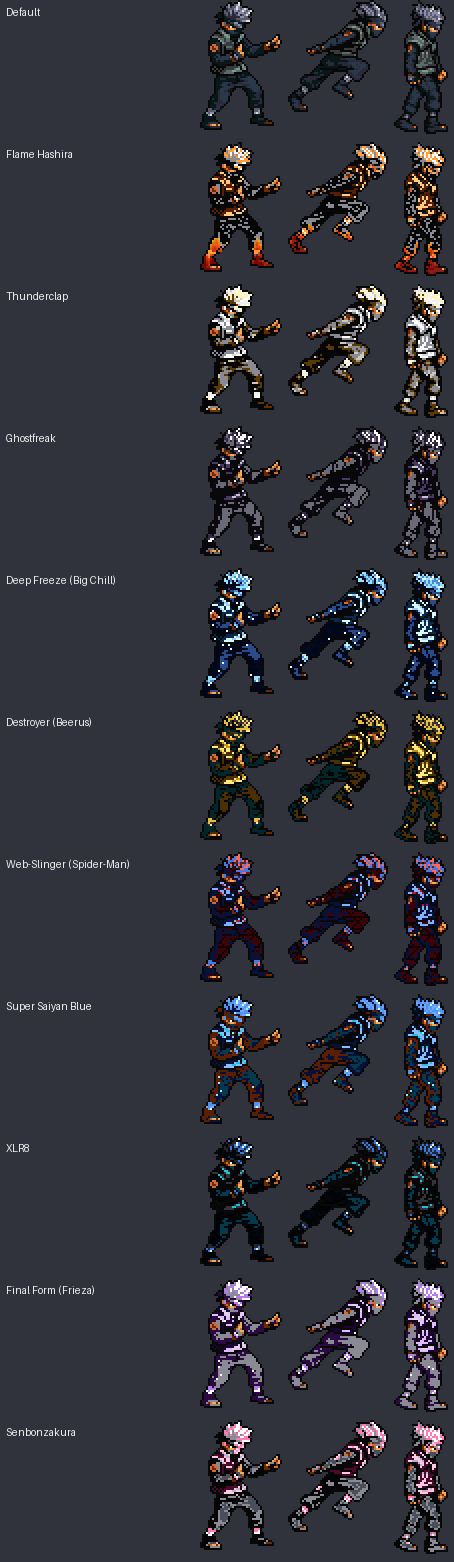 Default
Flame Hashira
Thunderclap
Ghostfreak
Deep Freeze (Big Chill)
Destroyer (Beerus)
Web-Slinger (Spider-Man)
Super Saiyan Blue
XLR8
Final Form (Frieza)
Senbonzakura